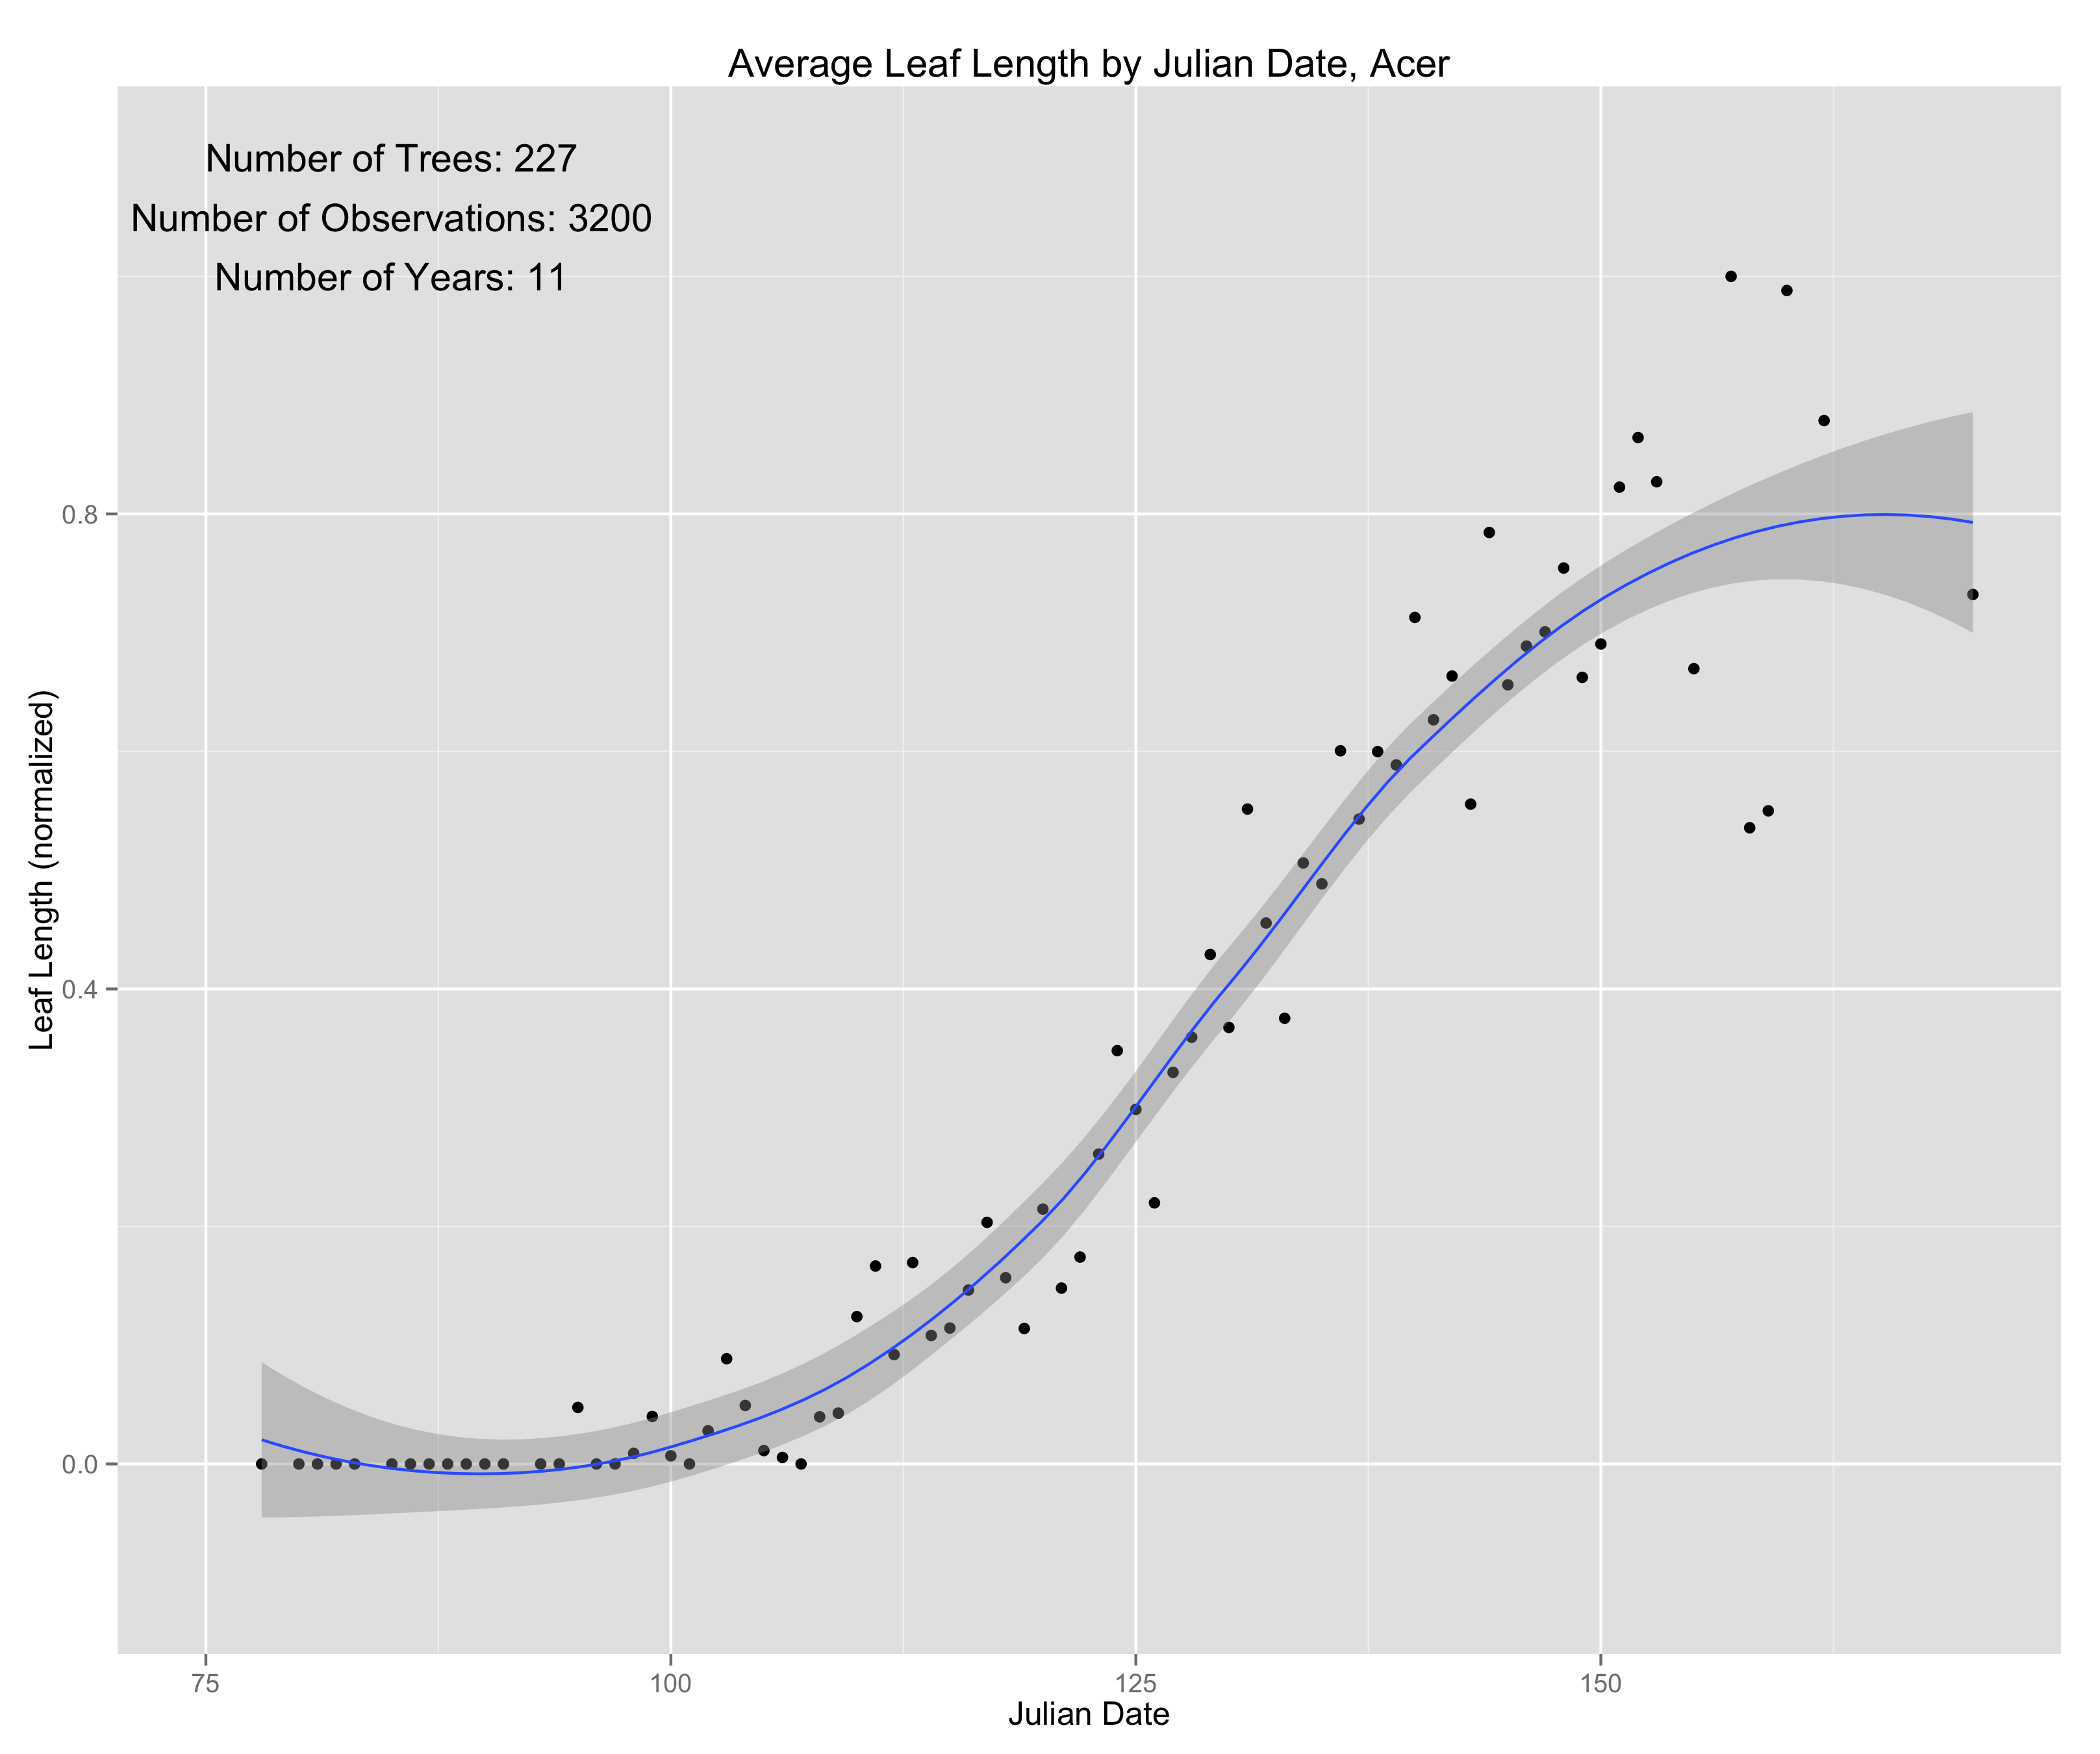 Average Leaf Length by Julian Date, Acer
Number of Trees: 227
Number of Observations: 3200
Number of Years: 11
Leaf Length (normalized)
0.8
0.4
0.0
75 100 125 150
Julian Date